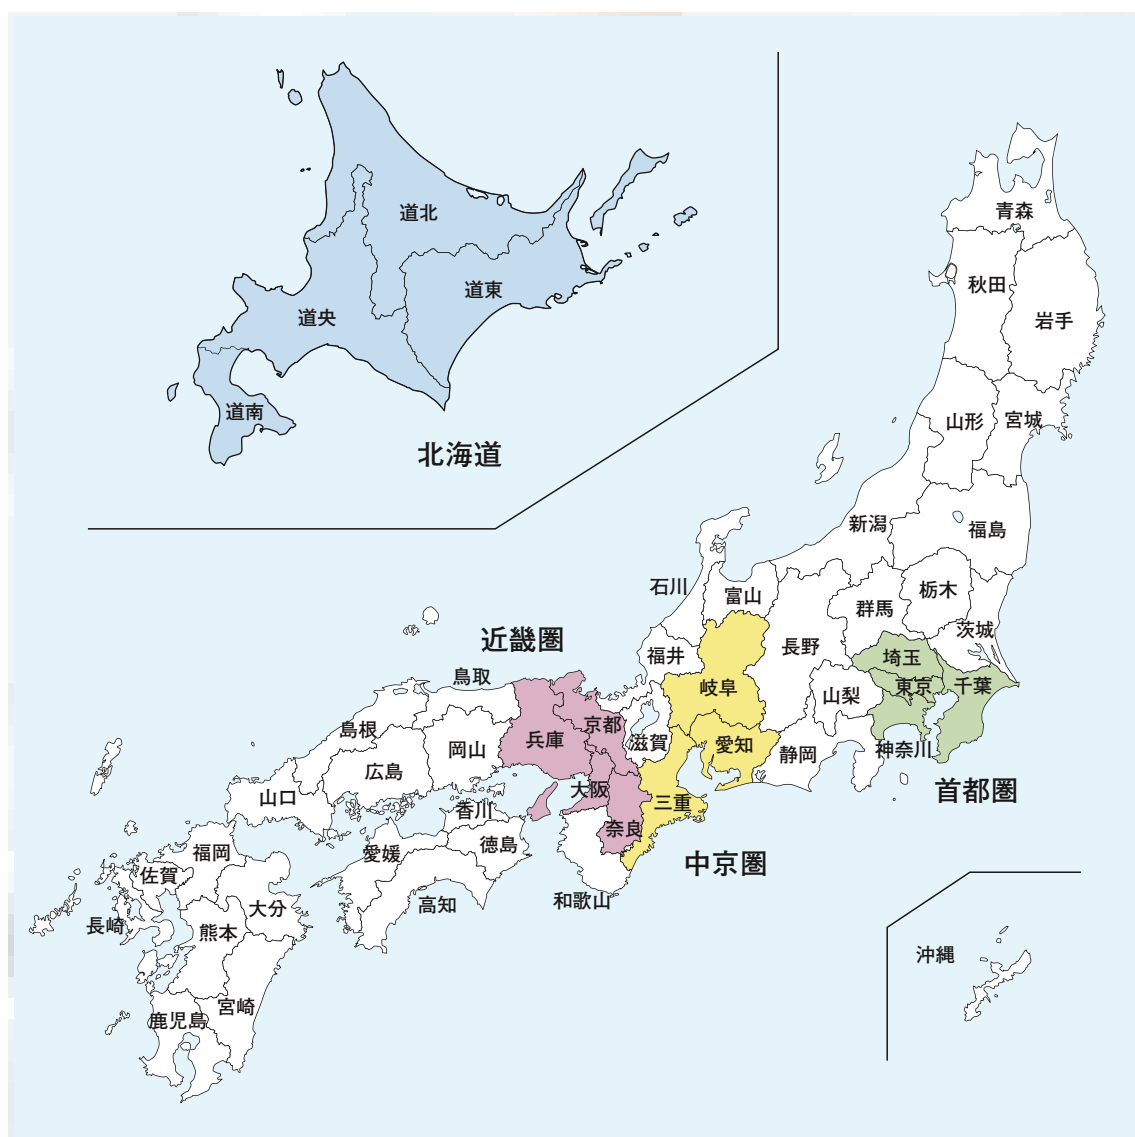 道北
道東
道央
道南
北海道
青森
秋田
岩手
山形
宮城
新潟
福島
石川
富山
群馬
栃木
茨城
近畿圏
福井
長野
埼玉
鳥取
岐阜
山梨
東京
千葉
島根
兵庫
京都
滋賀
愛知
静岡
神奈川
岡山
広島
首都圏
山口
大阪
三重
香川
奈良
徳島
愛媛
中京圏
福岡
佐賀
和歌山
高知
大分
長崎
熊本
沖縄
宮崎
鹿児島